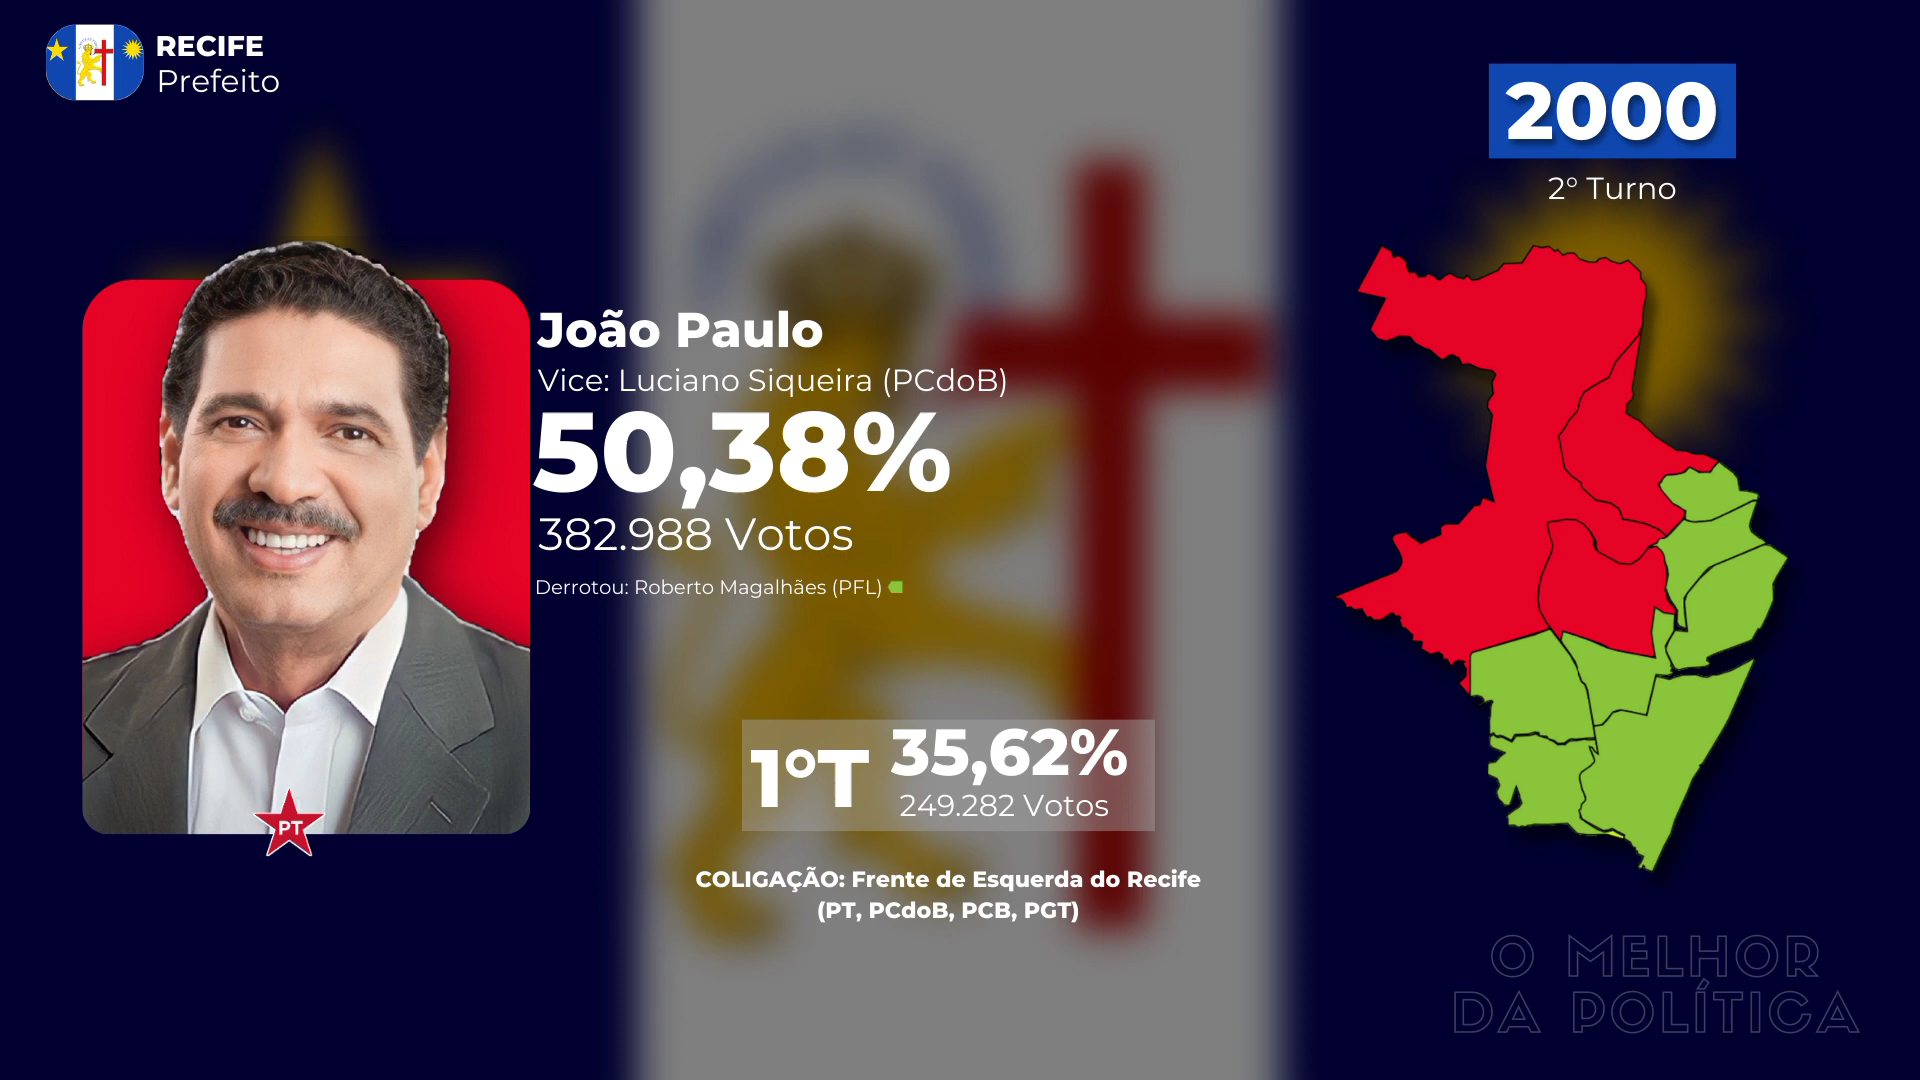 RECIFE
Prefeito
2000
2° Turno
João Paulo
Vice: Luciano Siqueira (PCdoB)
50,38%
382.988 Votos
Derrotou: Roberto Magalhães (PFL)
PT
1°T
35,62%
249.282 Votos
COLIGAÇÃO: Frente de Esquerda do Recife
(PT, PCdoB, PCB, PGT)
O MELHOR
DA POLÍTICA